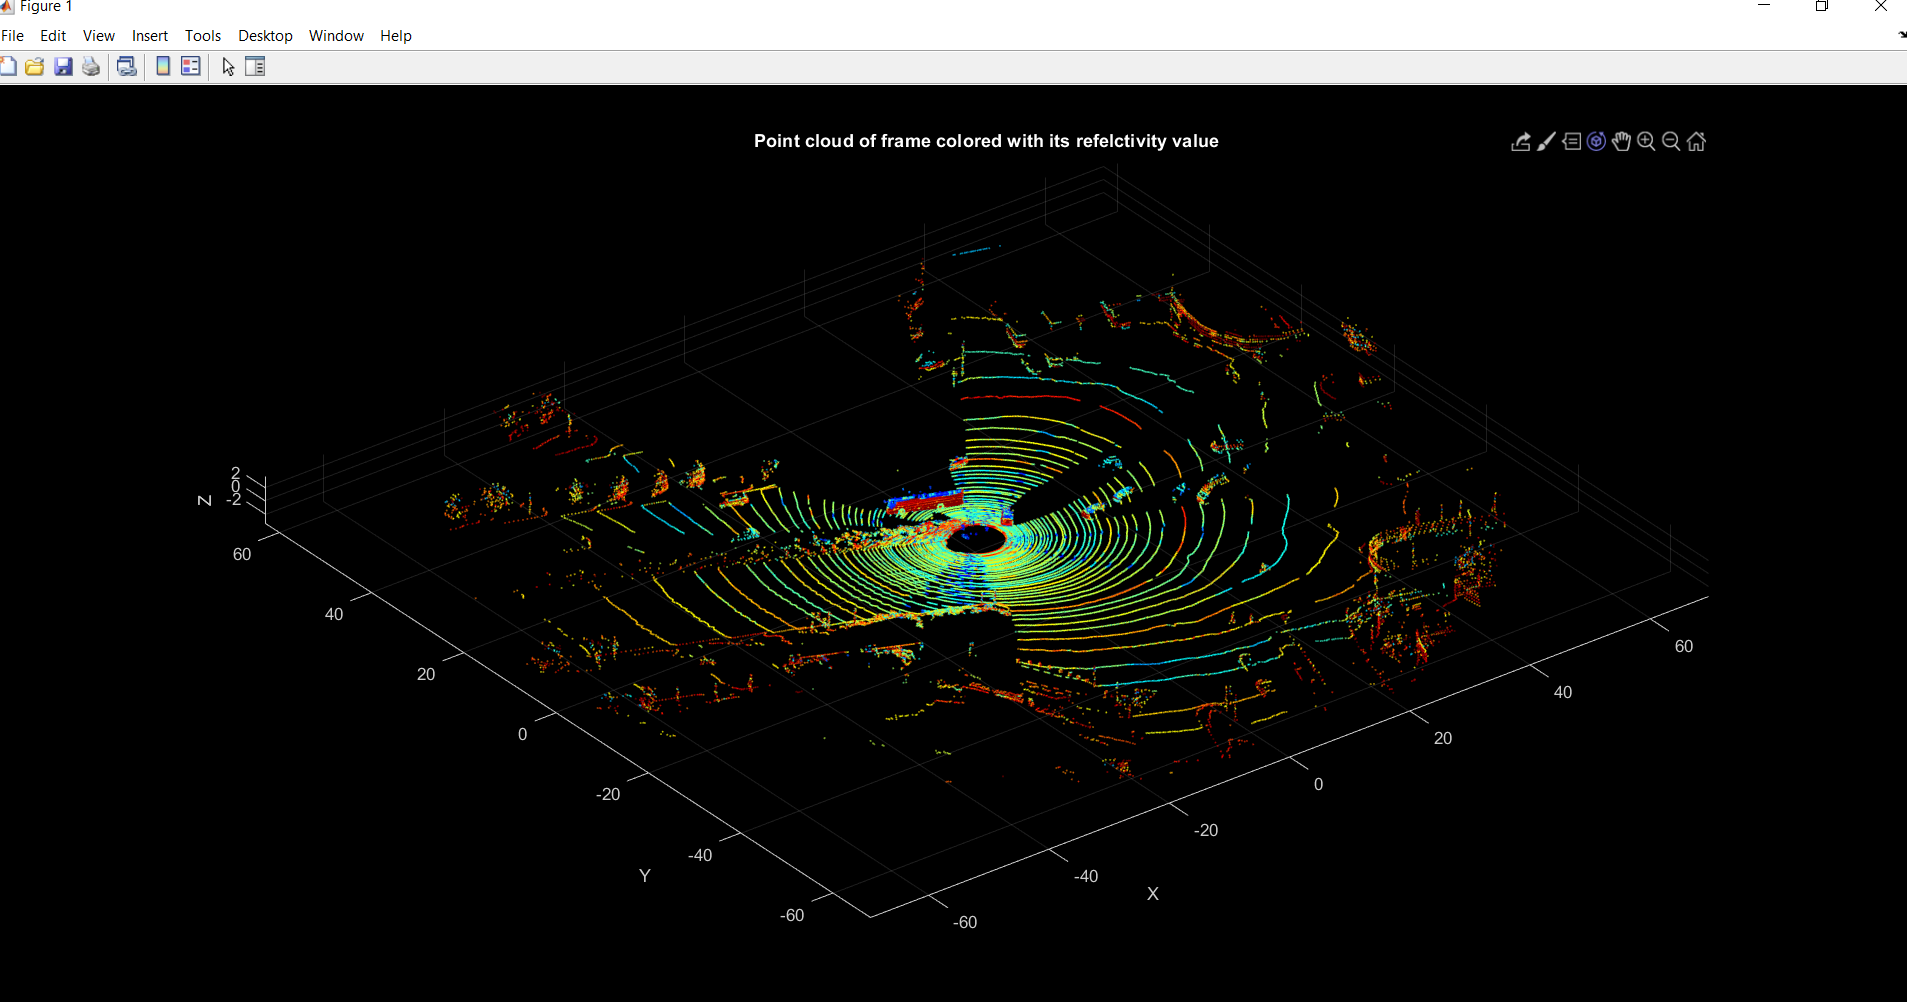 Figure 1
File Edit View Insert Tools Desktop Window Help
Point cloud of frame colored with its refelctivity value
2
0
-2
Z
60
40
20
0
-20
-40
-60
Y
60
40
20
0
-20
-40
-60
X